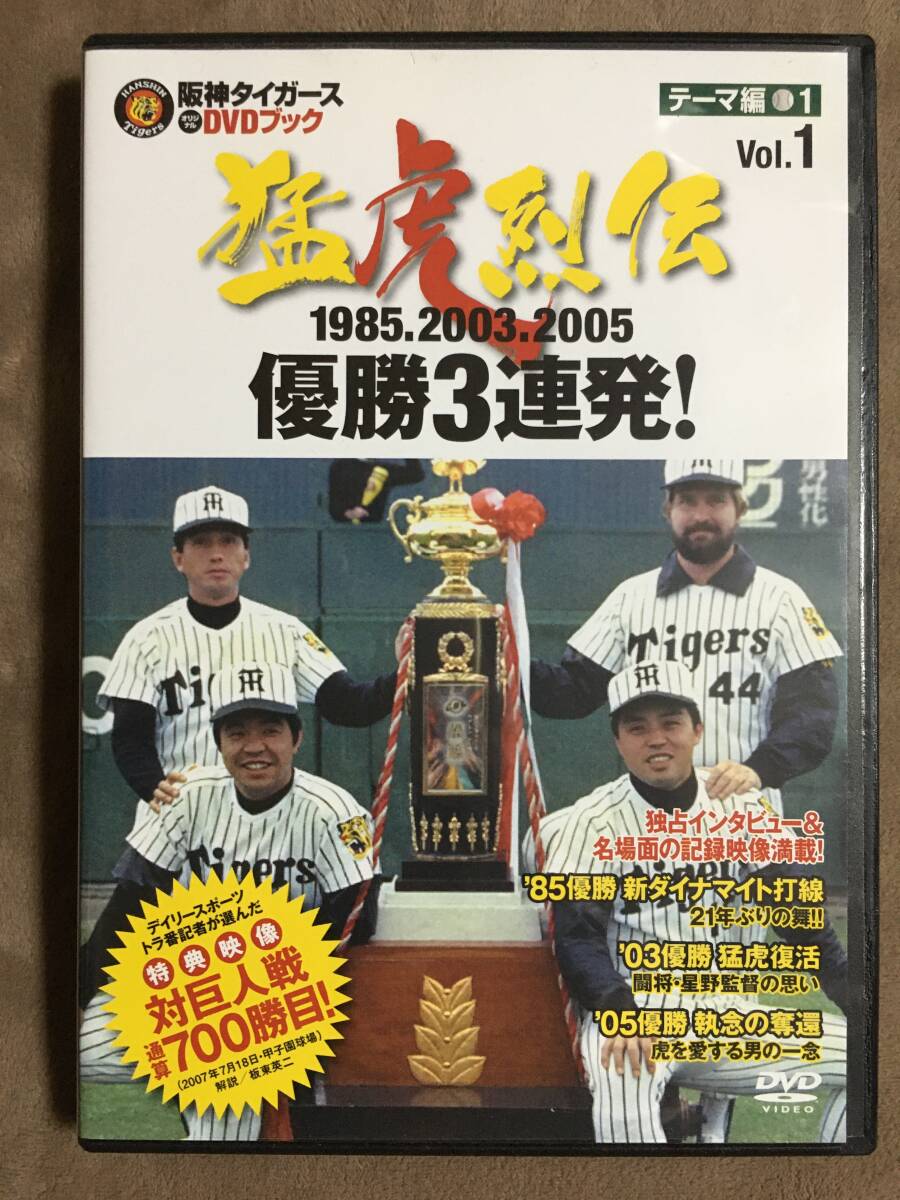 HANSHIN
Tigers
阪神タイガース
オリジナル DVDブック
テーマ編 1
Vol.1
猛虎烈伝
1985.2003.2005
優勝3連発!
男性化
Tigers
44
Tigers
独占インタビュー&
名場面の記録映像満載!
'85優勝 新ダイナマイト打線
21年ぶりの舞!!
'03優勝 猛虎復活
闘将・星野監督の思い
'05優勝 執念の奪還
虎を愛する男の一念
デイリースポーツ
トラ番記者が選んだ
特典映像
対巨人戦
通算700勝目!
(2007年7月18日・甲子園球場)
解説/板東英二
DVD
VIDEO